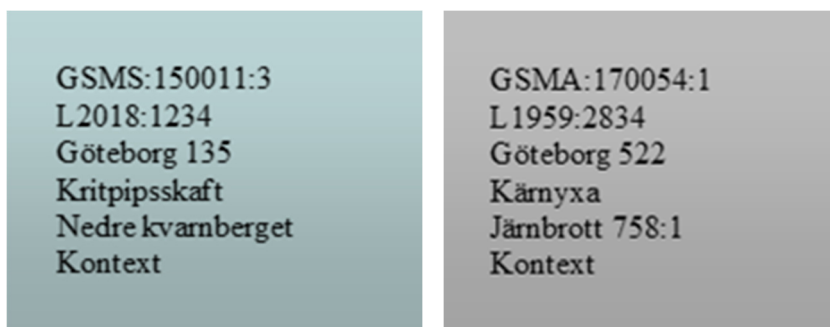 GSMS:150011:3
L2018:1234
Göteborg 135
Kritpipsskaft
Nedre kvarnberget
Kontext
GSMA:170054:1
L1959:2834
Göteborg 522
Kärnyxa
Järnbrott 758:1
Kontext